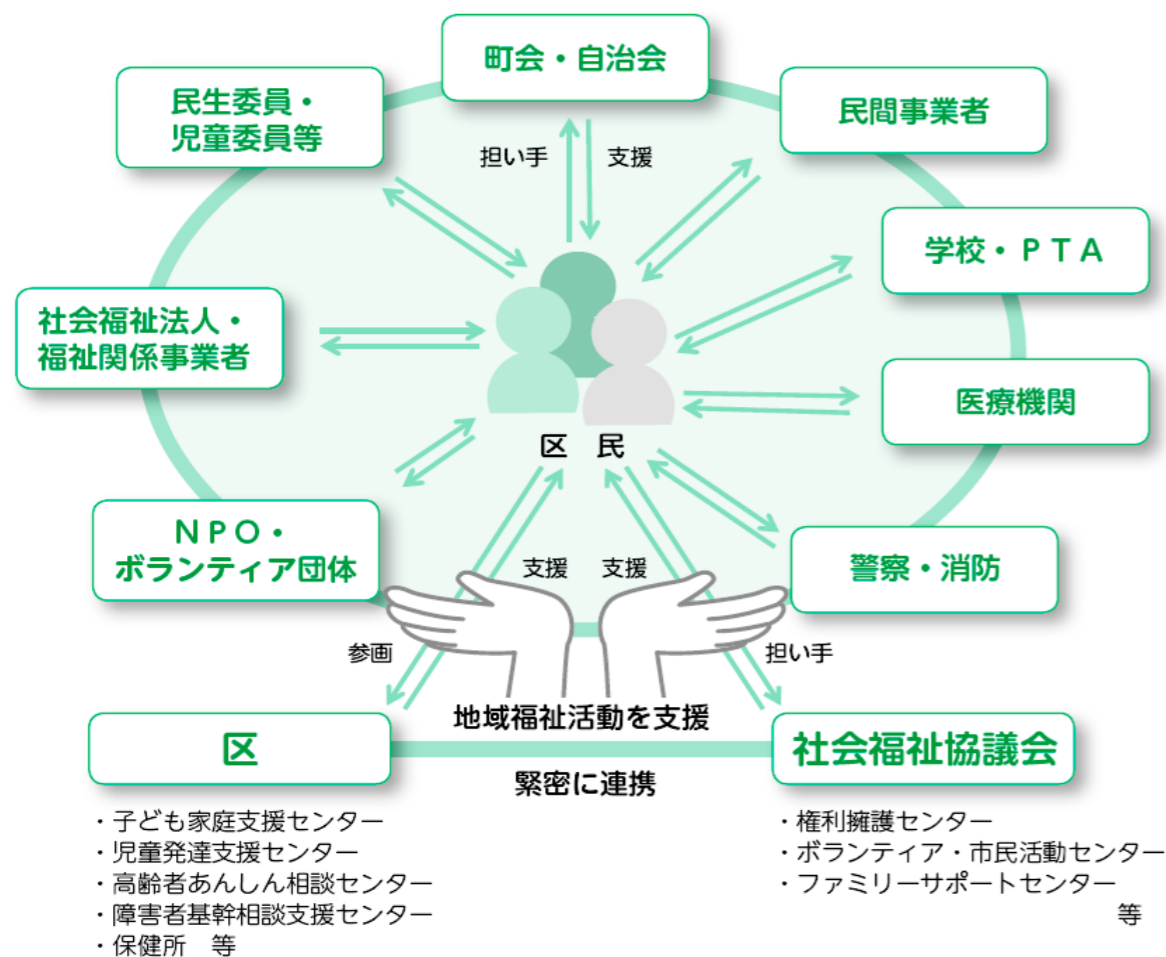 町会・自治会
民生委員・
児童委員等
民間事業者
担い手
支援
学校・ＰＴＡ
社会福祉法人・
福祉関係事業者
医療機関
区　民
ＮＰＯ・
ボランティア団体
支援
支援
警察・消防
参画
担い手
地域福祉活動を支援
区
社会福祉協議会
緊密に連携
・子ども家庭支援センター
・児童発達支援センター
・高齢者あんしん相談センター
・障害者基幹相談支援センター
・保健所　等
・権利擁護センター
・ボランティア・市民活動センター
・ファミリーサポートセンター
等